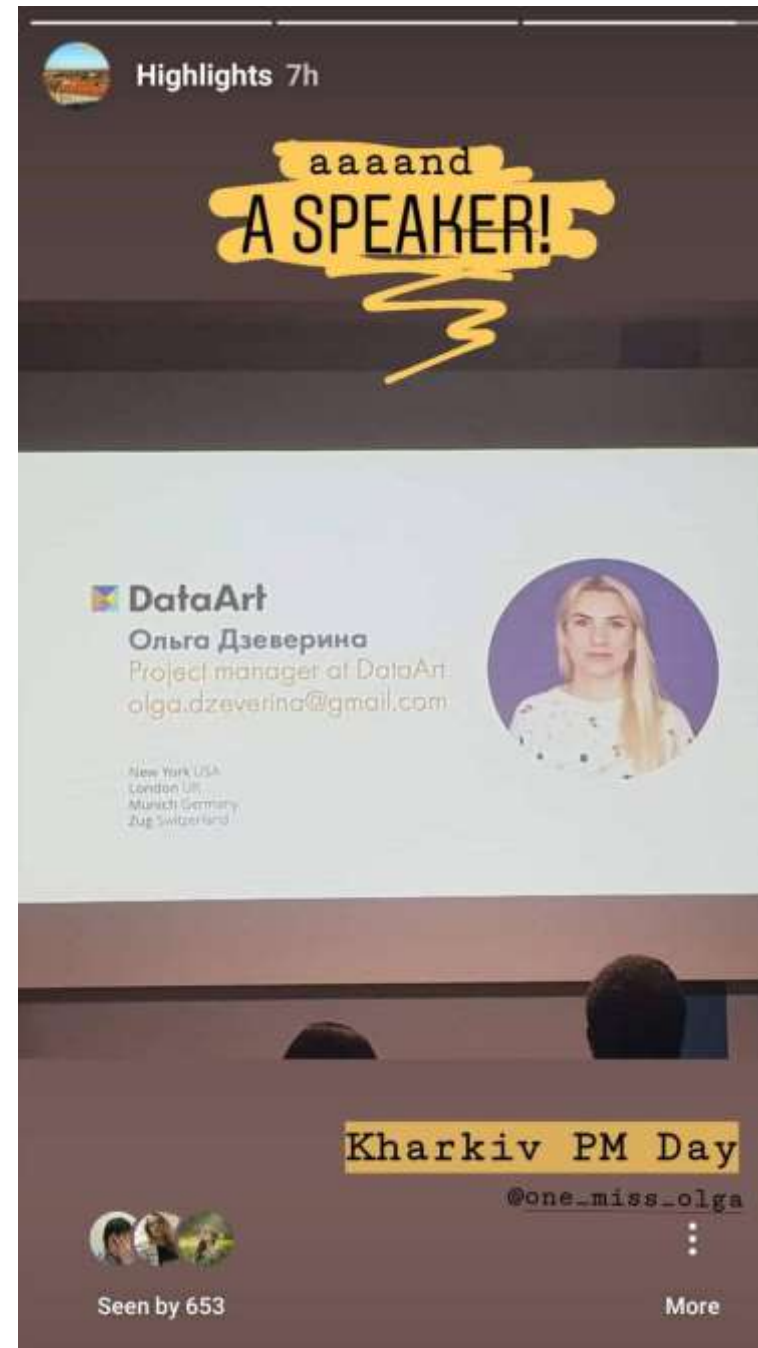 Highlights 7h
aaaand
A SPEAKER!
DataArt
Ольга Дзеверина
Project manager at DataArt
olga.dzeverina@gmail.com
New York USA
London UK
Munich Germany
Zug Switzerland
Kharkiv PM Day
@one_miss_olga
Seen by 653
More